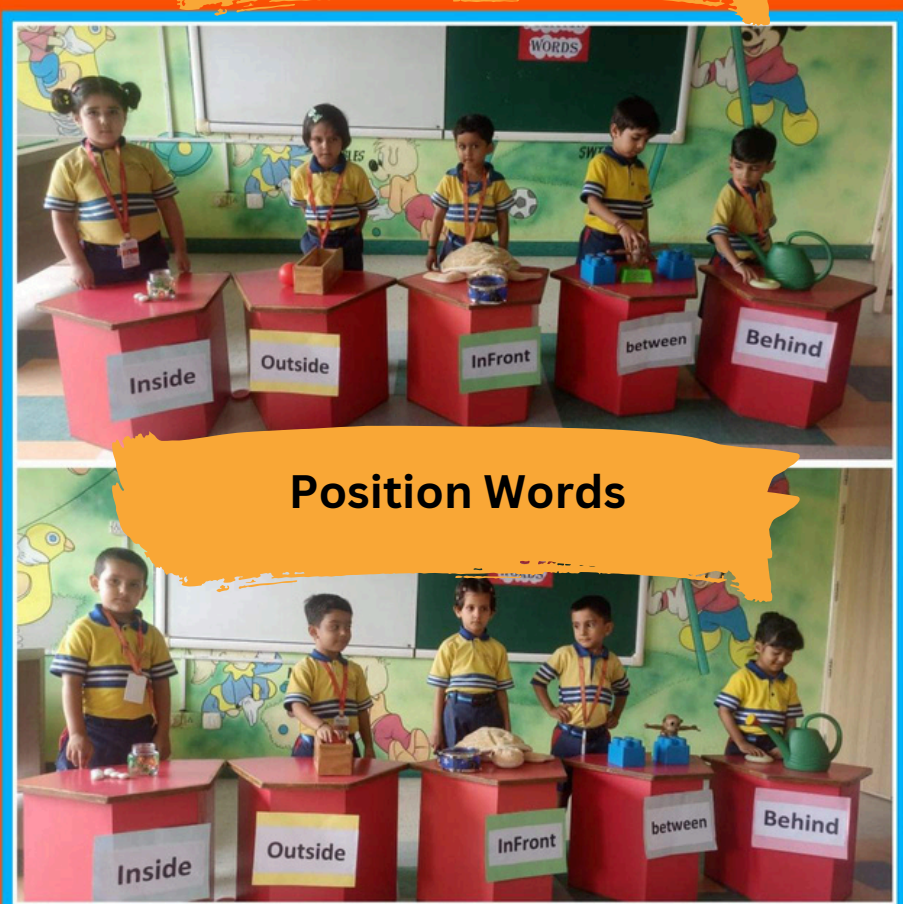 WORDS
Inside
Outside
InFront
between
Behind
Position Words
Inside
Outside
InFront
between
Behind